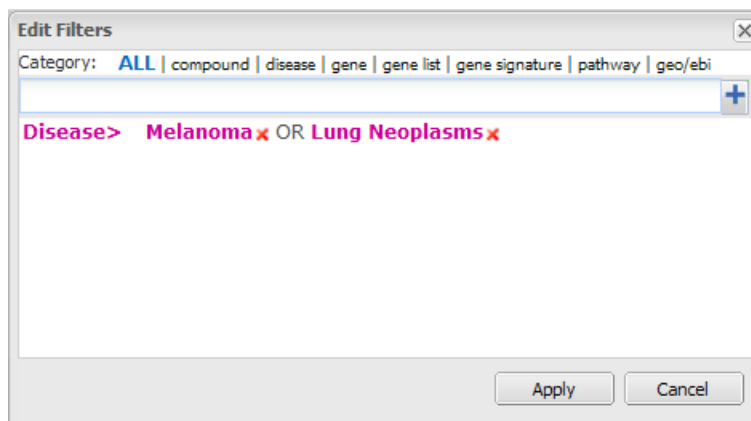 Edit Filters
Category: ALL | compound | disease | gene | gene list | gene signature | pathway | geo/ebi
Disease> Melanoma OR Lung Neoplasms
Apply Cancel